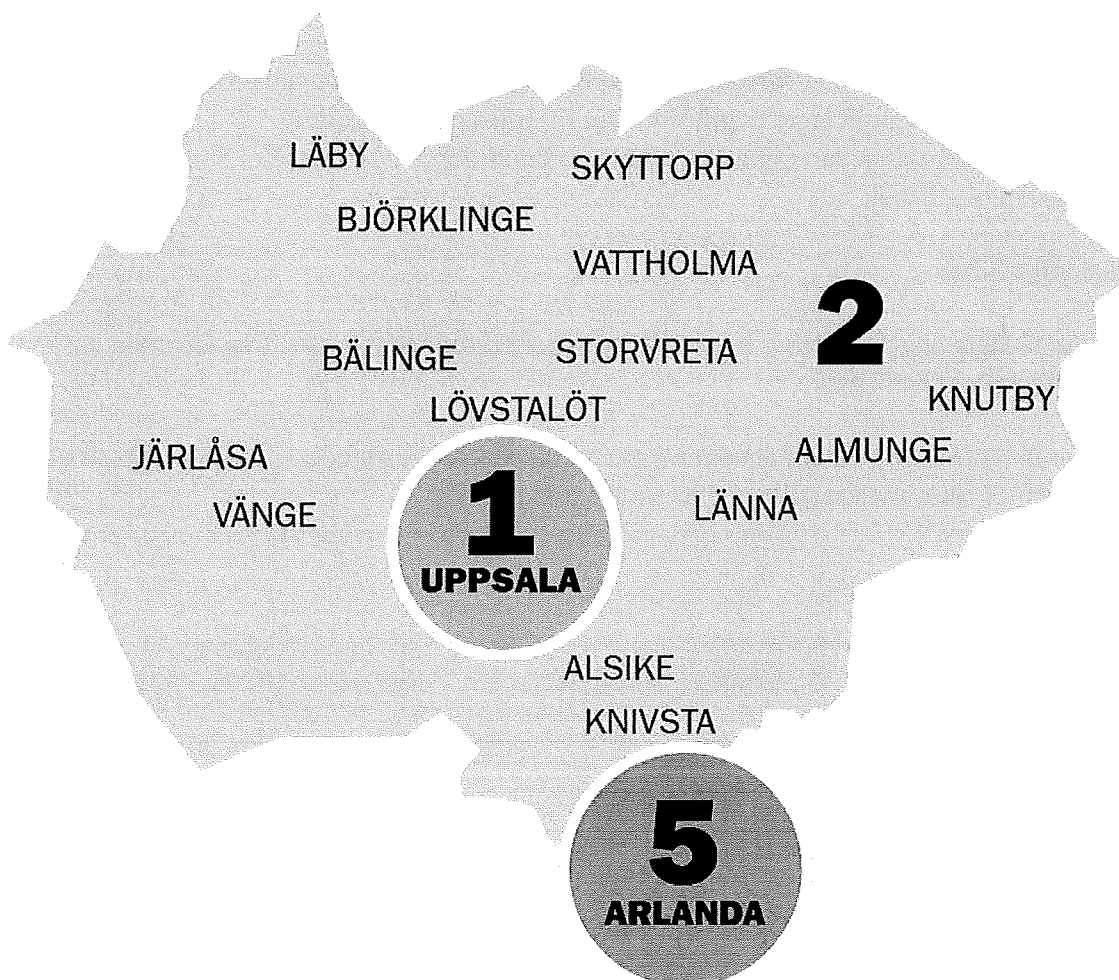 LÄBY
SKYTTORP
BJÖRKLINGE
VATTHOLMA
2
BÄLINGE
STORVRETA
KNUTBY
LÖVSTALÖT
JÄRLÅSA
ALMUNGE
VÄNGE
LÄNNA
1
UPPSALA
ALSIKE
KNIVSTA
5
ARLANDA